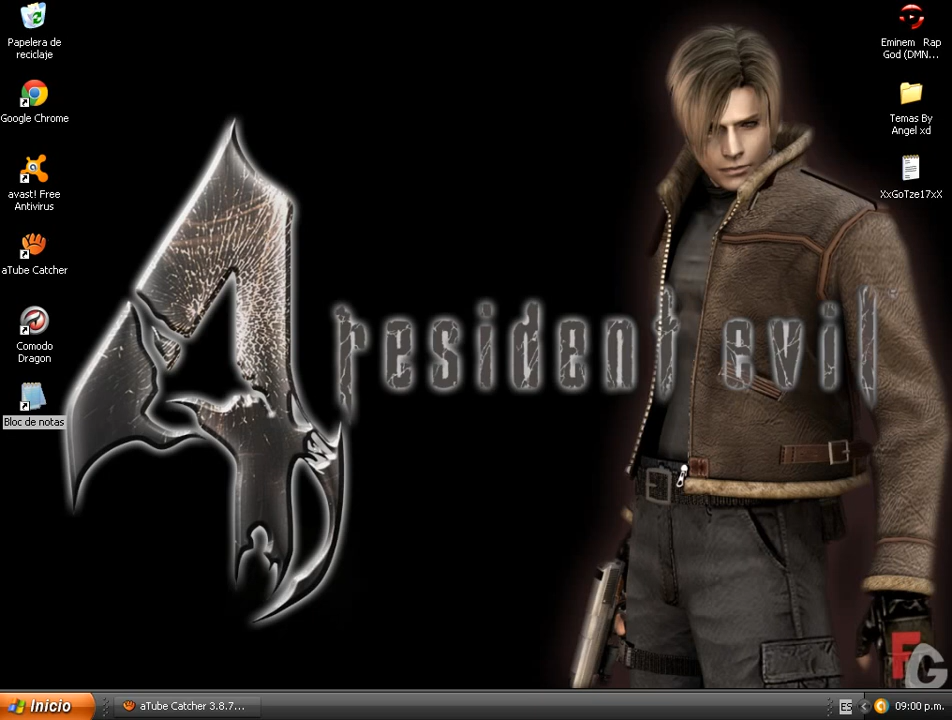 Papelera de
reciclaje
Google Chrome
avast! Free
Antivirus
aTube Catcher
Comodo
Dragon
Bloc de notas
Eminem Rap
God (DMN...
Temas By
Angel xd
XxGoTze17xX
4
resident evil
FG
Inicio
aTube Catcher 3.8.7...
ES
09:00 p.m.